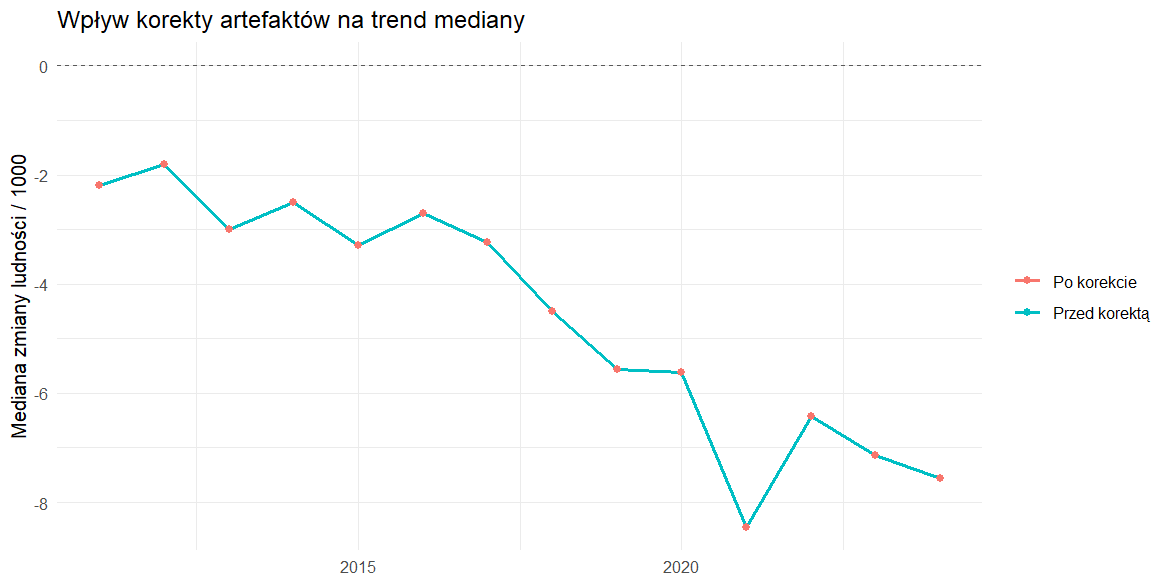 Wpływ korekty artefaktów na trend mediany
Mediana zmiany ludności / 1000
0
-2
-4
-6
-8
2015
2020
Po korekcie
Przed korektą